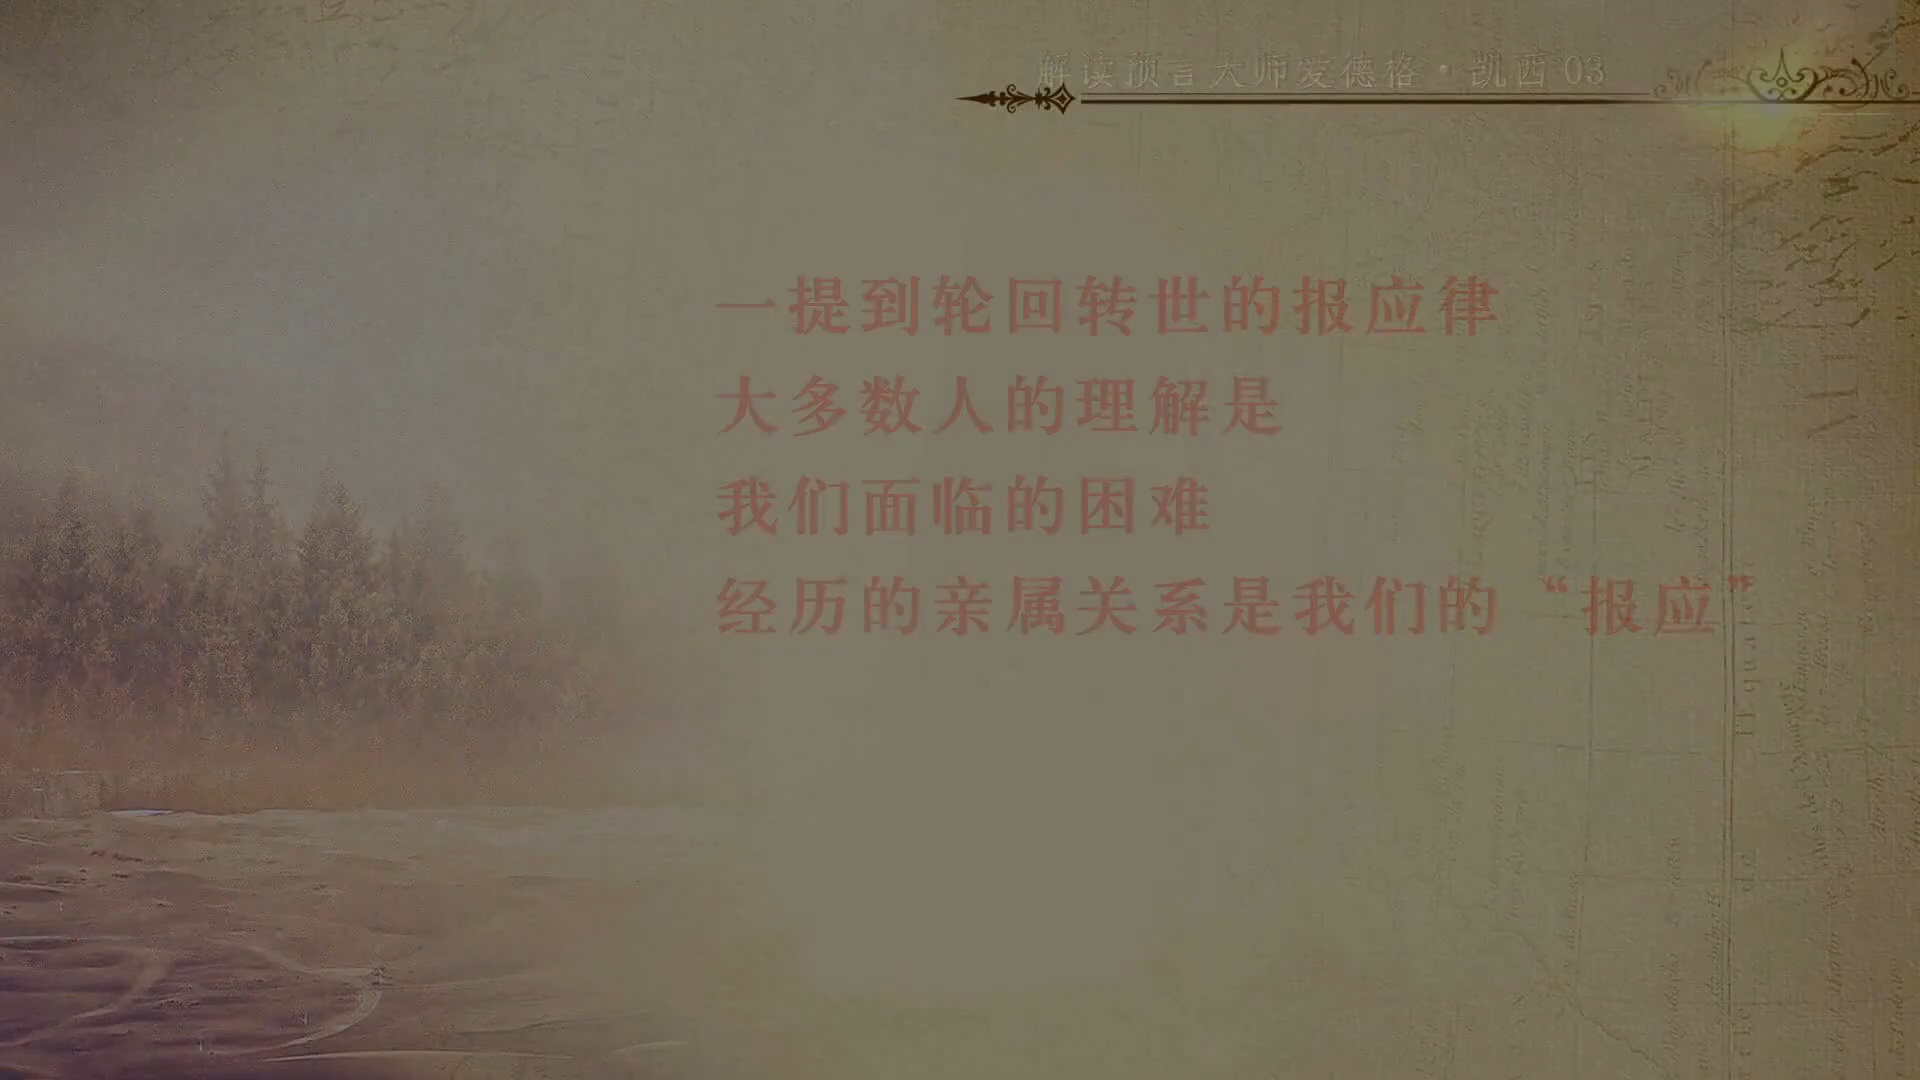 解读预言大师爱德格·凯西 03
一提到轮回转世的报应律
大多数人的理解是
我们面临的困难
经历的亲属关系是我们的“报应”